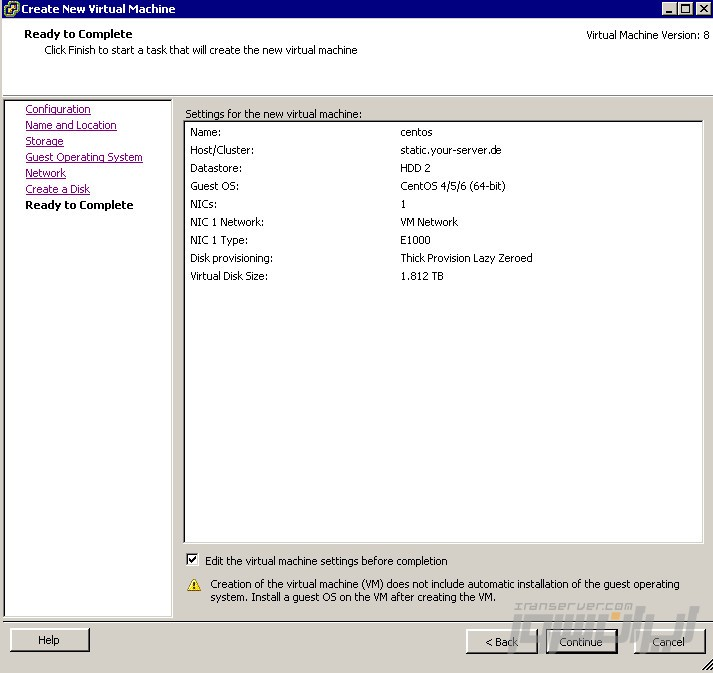 Create New Virtual Machine
Ready to Complete
Click Finish to start a task that will create the new virtual machine
Virtual Machine Version: 8
Configuration
Name and Location
Storage
Guest Operating System
Network
Create a Disk
Ready to Complete
Settings for the new virtual machine:
Name: centos
Host/Cluster: static.your-server.de
Datastore: HDD 2
Guest OS: CentOS 4/5/6 (64-bit)
NICs: 1
NIC 1 Network: VM Network
NIC 1 Type: E1000
Disk provisioning: Thick Provision Lazy Zeroed
Virtual Disk Size: 1.812 TB
Edit the virtual machine settings before completion
Creation of the virtual machine (VM) does not include automatic installation of the guest operating
system. Install a guest OS on the VM after creating the VM.
iranserver.com
ایران سرور
Help
< Back
Continue
Cancel